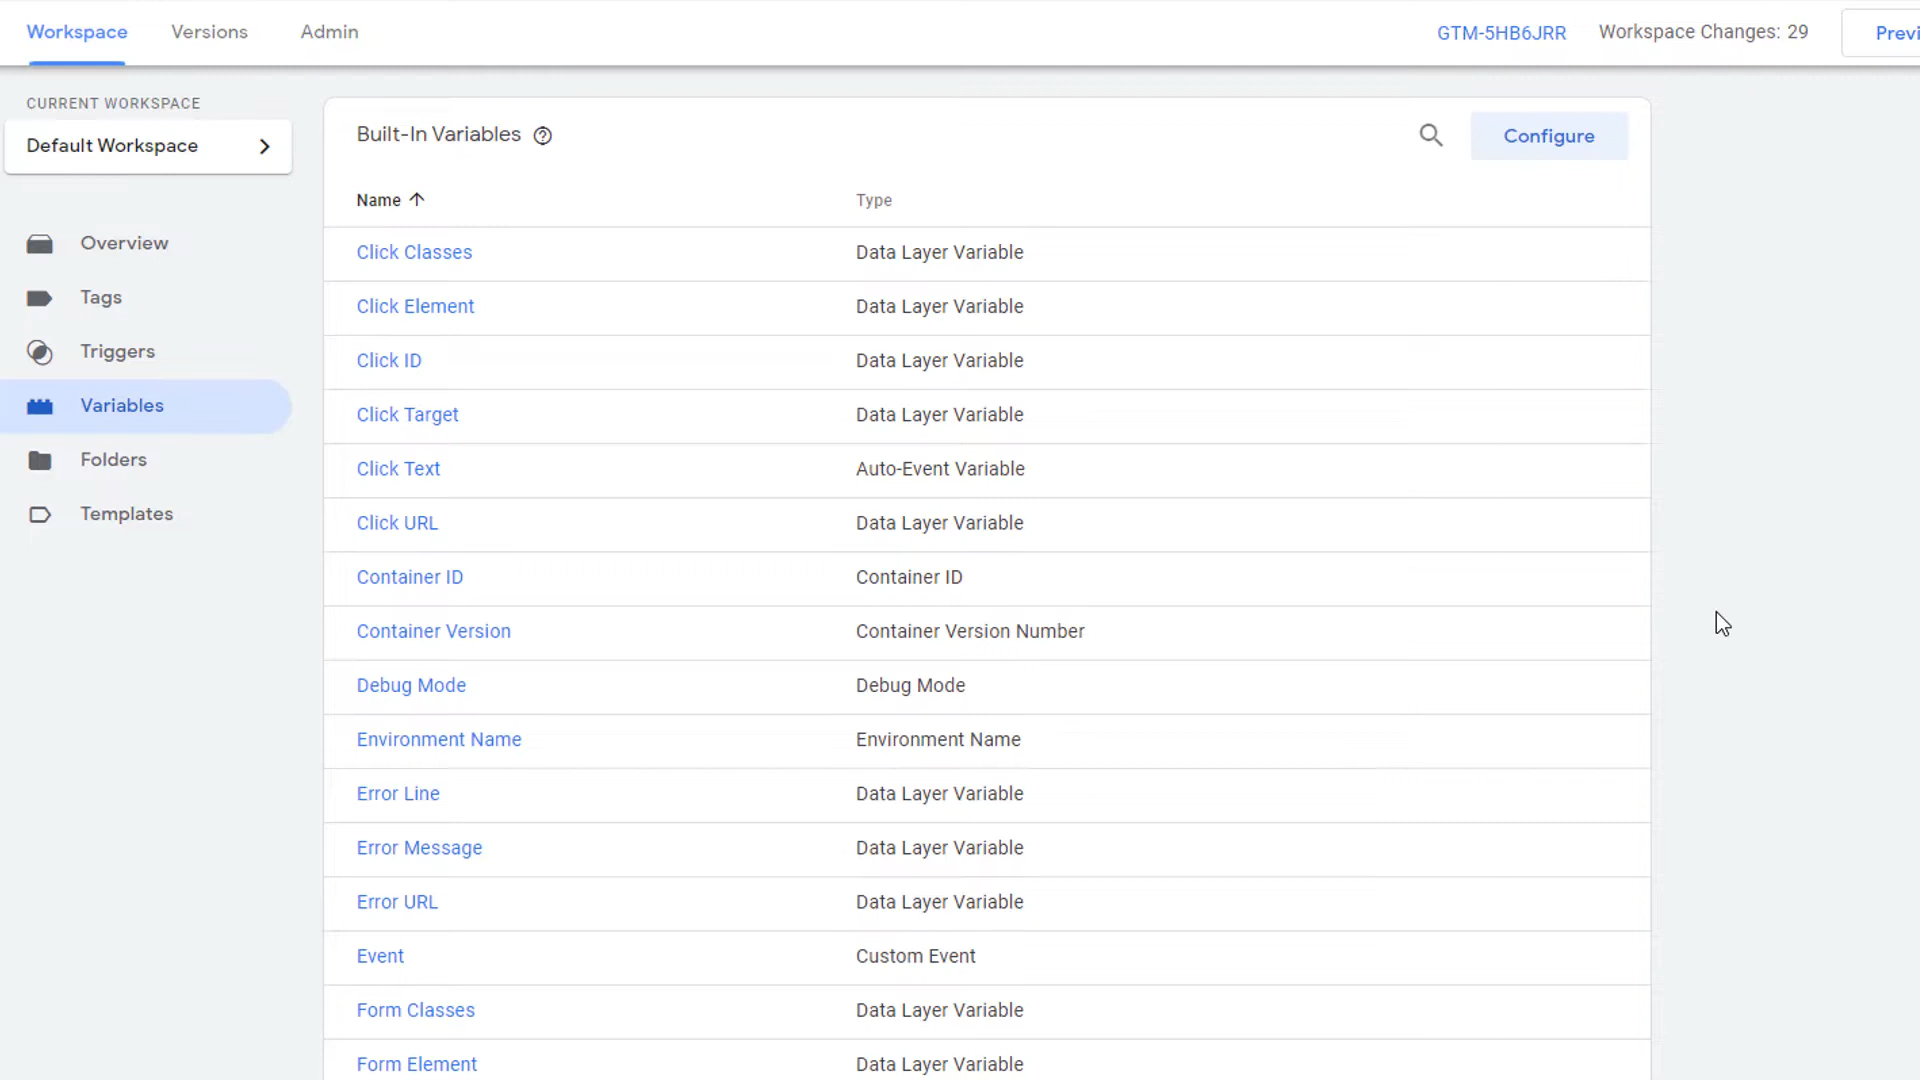 Workspace Versions Admin GTM-5HB6JRR Workspace Changes: 29 Previ
CURRENT WORKSPACE
Default Workspace
Overview
Tags
Triggers
Variables
Folders
Templates
Built-In Variables
Configure
Name Type
Click Classes Data Layer Variable
Click Element Data Layer Variable
Click ID Data Layer Variable
Click Target Data Layer Variable
Click Text Auto-Event Variable
Click URL Data Layer Variable
Container ID Container ID
Container Version Container Version Number
Debug Mode Debug Mode
Environment Name Environment Name
Error Line Data Layer Variable
Error Message Data Layer Variable
Error URL Data Layer Variable
Event Custom Event
Form Classes Data Layer Variable
Form Element Data Layer Variable